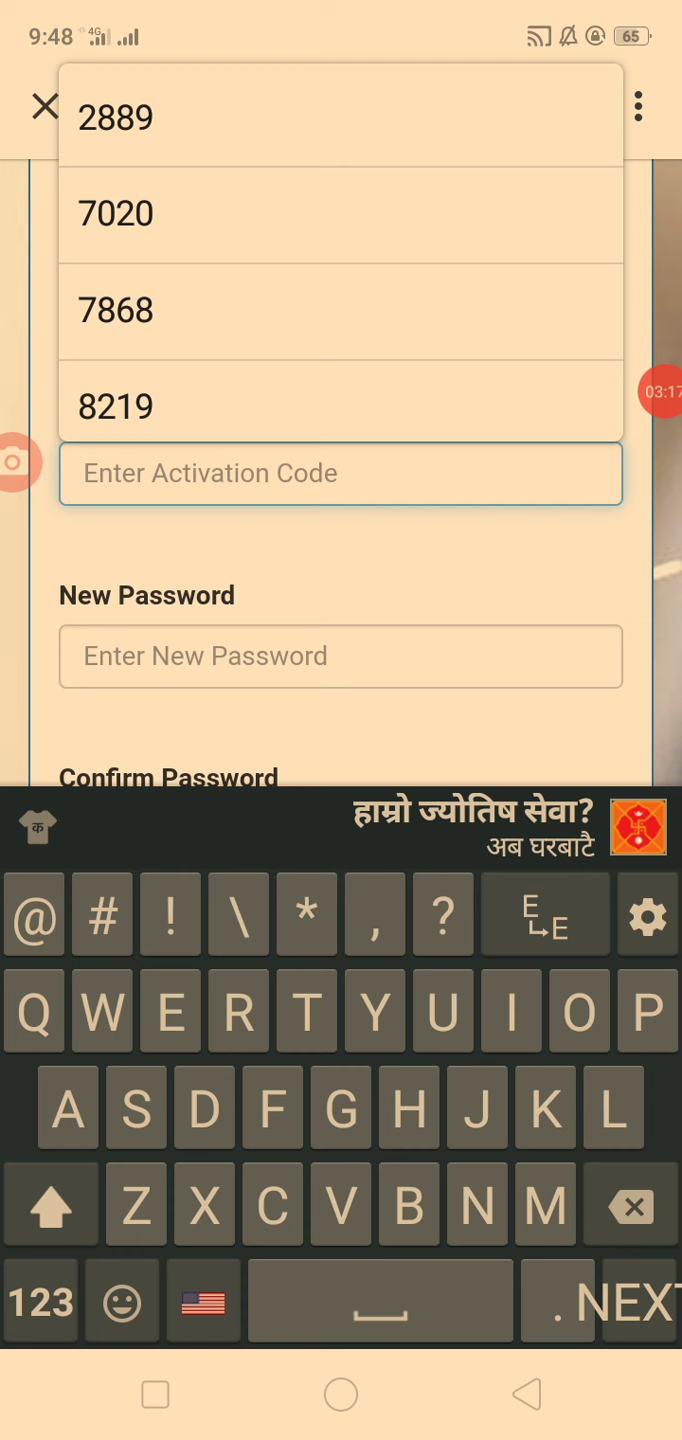 9:48 4G 65
2889
7020
7868
8219
03:17
Enter Activation Code
New Password
Enter New Password
Confirm Password
हाम्रो ज्योतिष सेवा?
अब घरबाटै
क
@ # ! \ * , ? E E
Q W E R T Y U I O P
A S D F G H J K L
Z X C V B N M
123 . NEXT